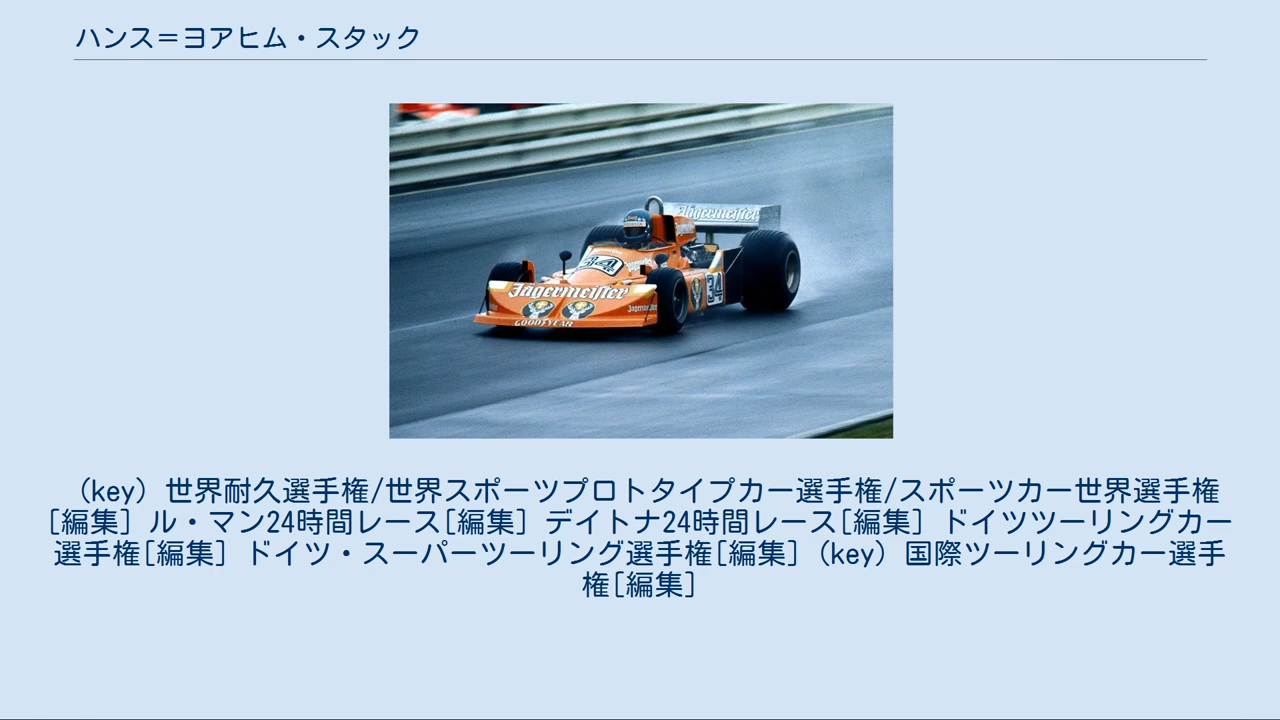 ハンス＝ヨアヒム・スタック
Jägermeister
34
Jägermeister
34
GOODYEAR
（key）世界耐久選手権/世界スポーツプロトタイプカー選手権/スポーツカー世界選手権
[編集] ル・マン24時間レース[編集] デイトナ24時間レース[編集] ドイツツーリングカー
選手権[編集] ドイツ・スーパーツーリング選手権[編集]（key）国際ツーリングカー選手
権[編集]